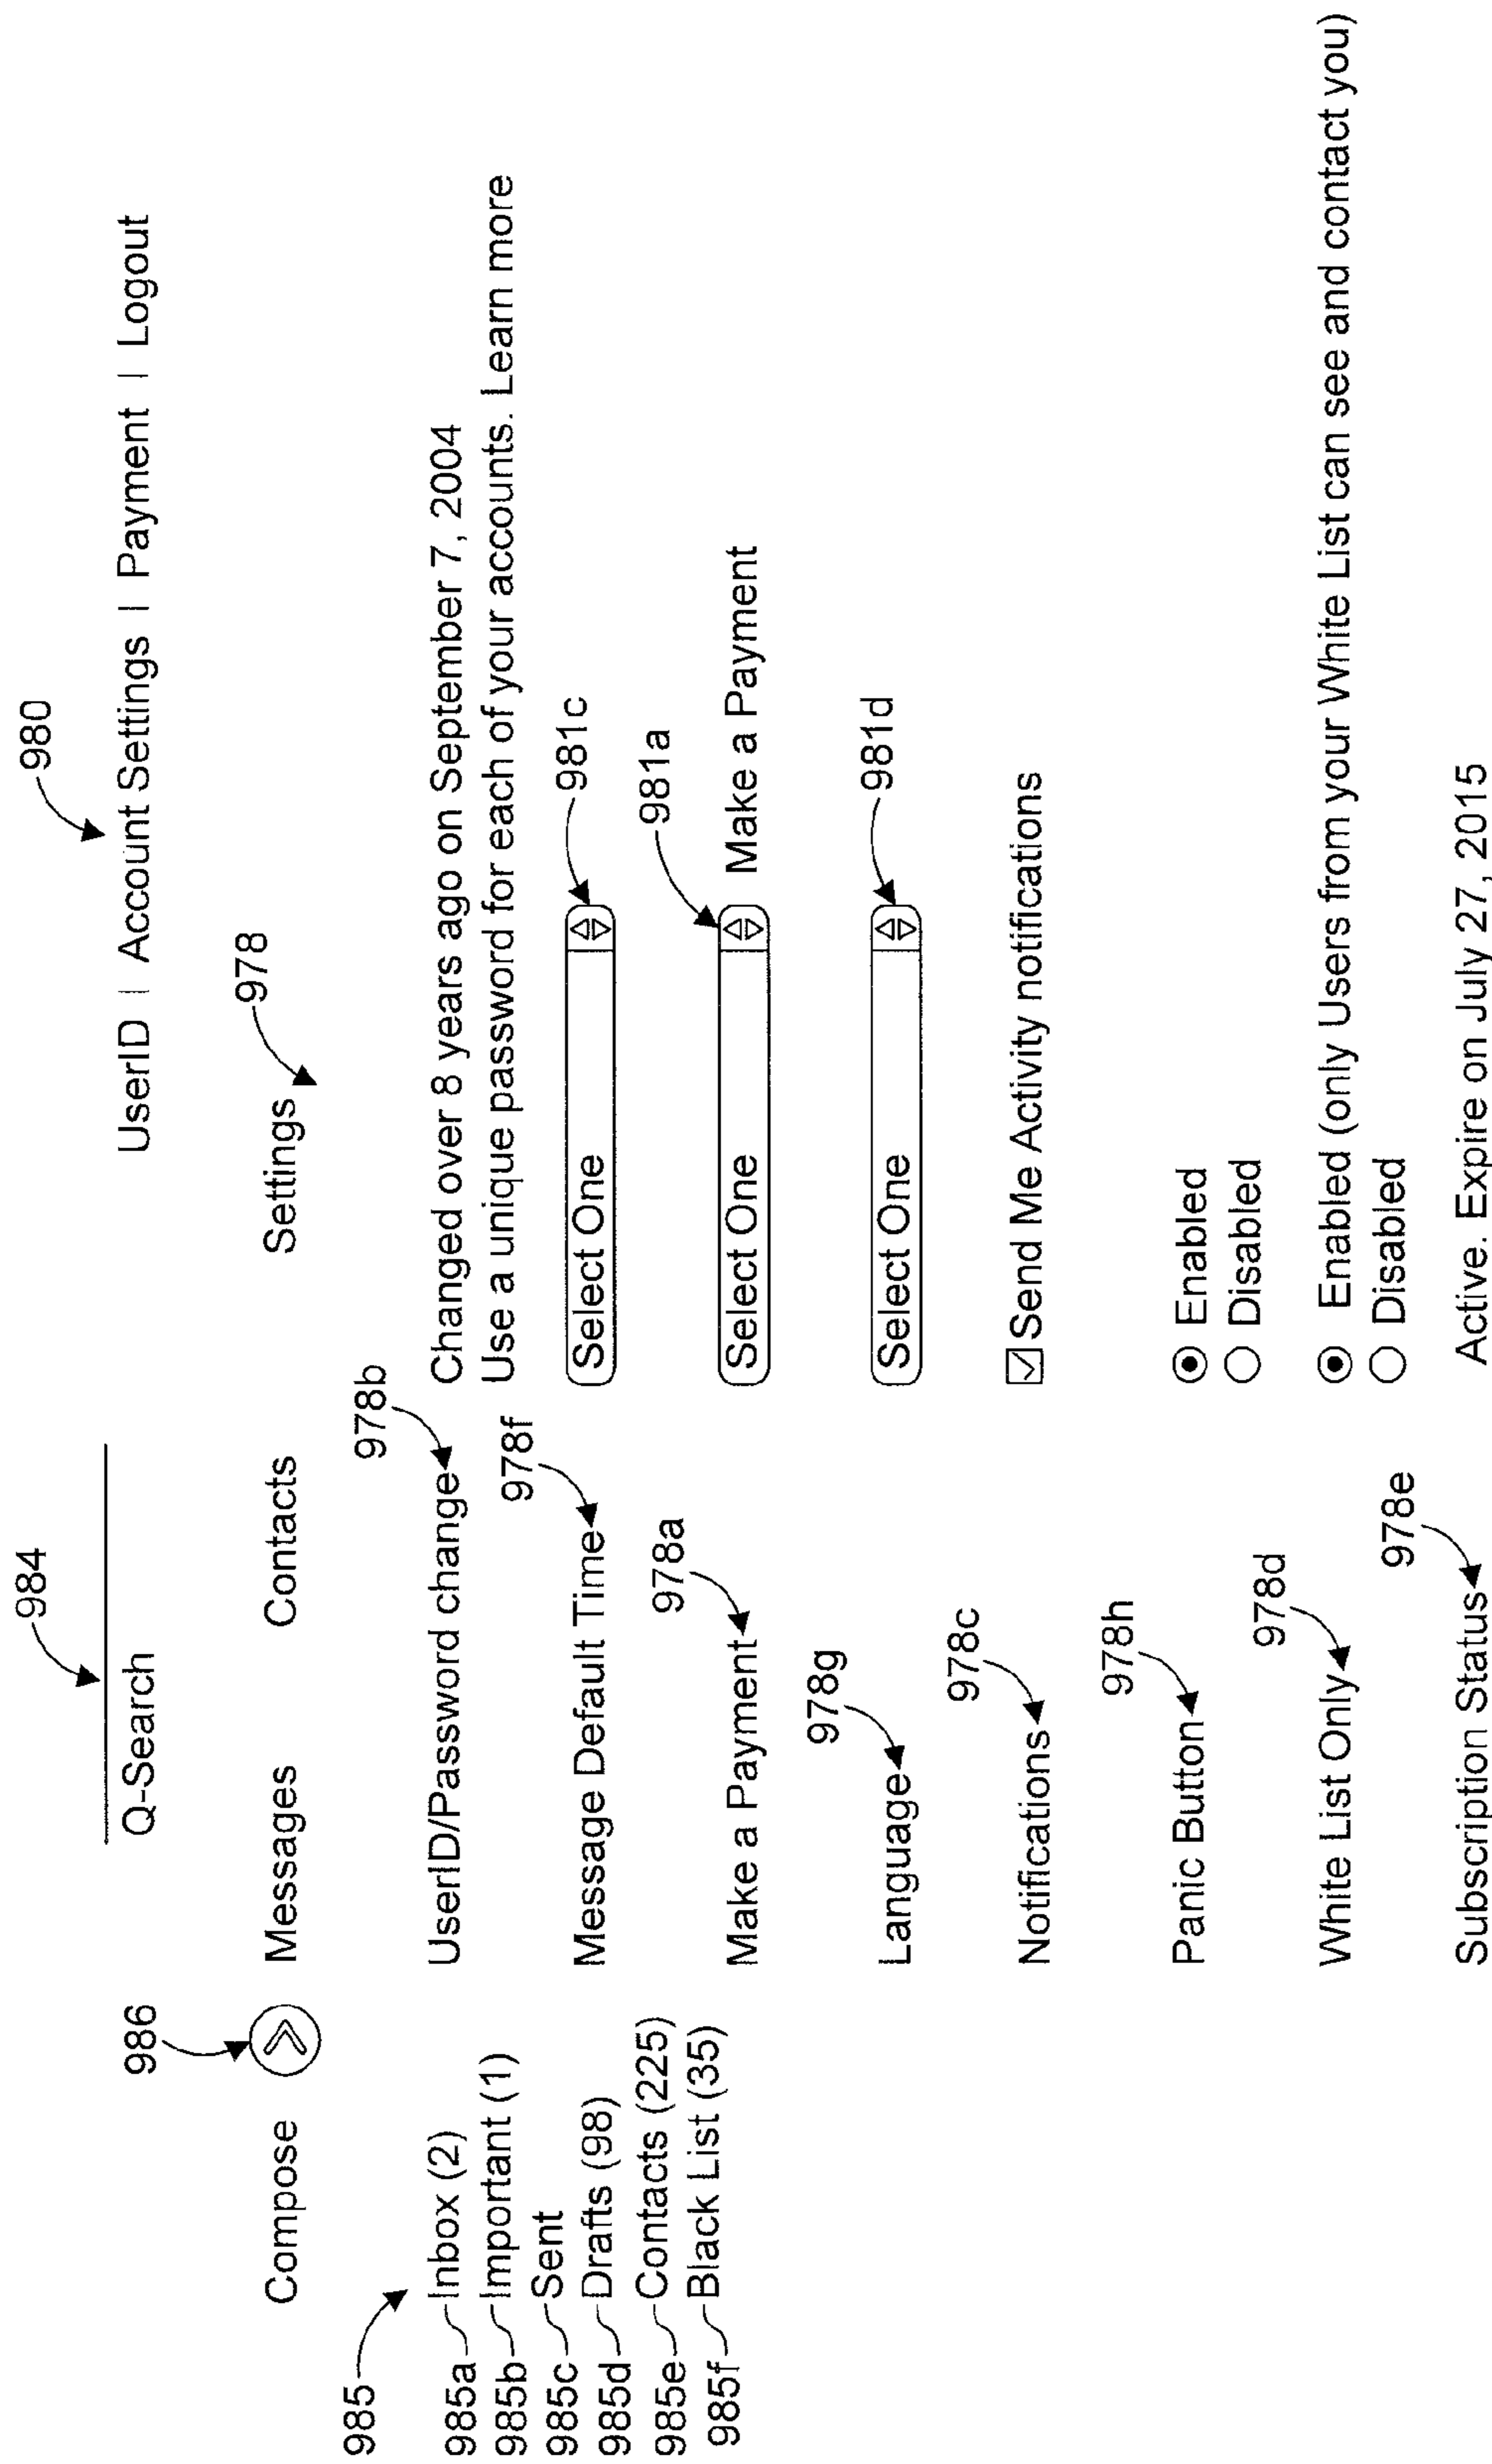 984
980
Q-Search
UserID | Account Settings | Payment | Logout
986
978
Compose
Messages
Contacts
Settings
985
978b
985a Inbox (2)
UserID/Password change
Changed over 8 years ago on September 7, 2004
985b Important (1)
978f
Use a unique password for each of your accounts. Learn more
985c Sent
985d Drafts (98)
Message Default Time
Select One
981c
985e Contacts (225)
978a
981a
985f Black List (35)
Make a Payment
Select One
Make a Payment
978g
981d
Language
Select One
978c
Notifications
Send Me Activity notifications
978h
Panic Button
Enabled
Disabled
978d
White List Only
Enabled (only Users from your White List can see and contact you)
Disabled
978e
Subscription Status
Active. Expire on July 27, 2015